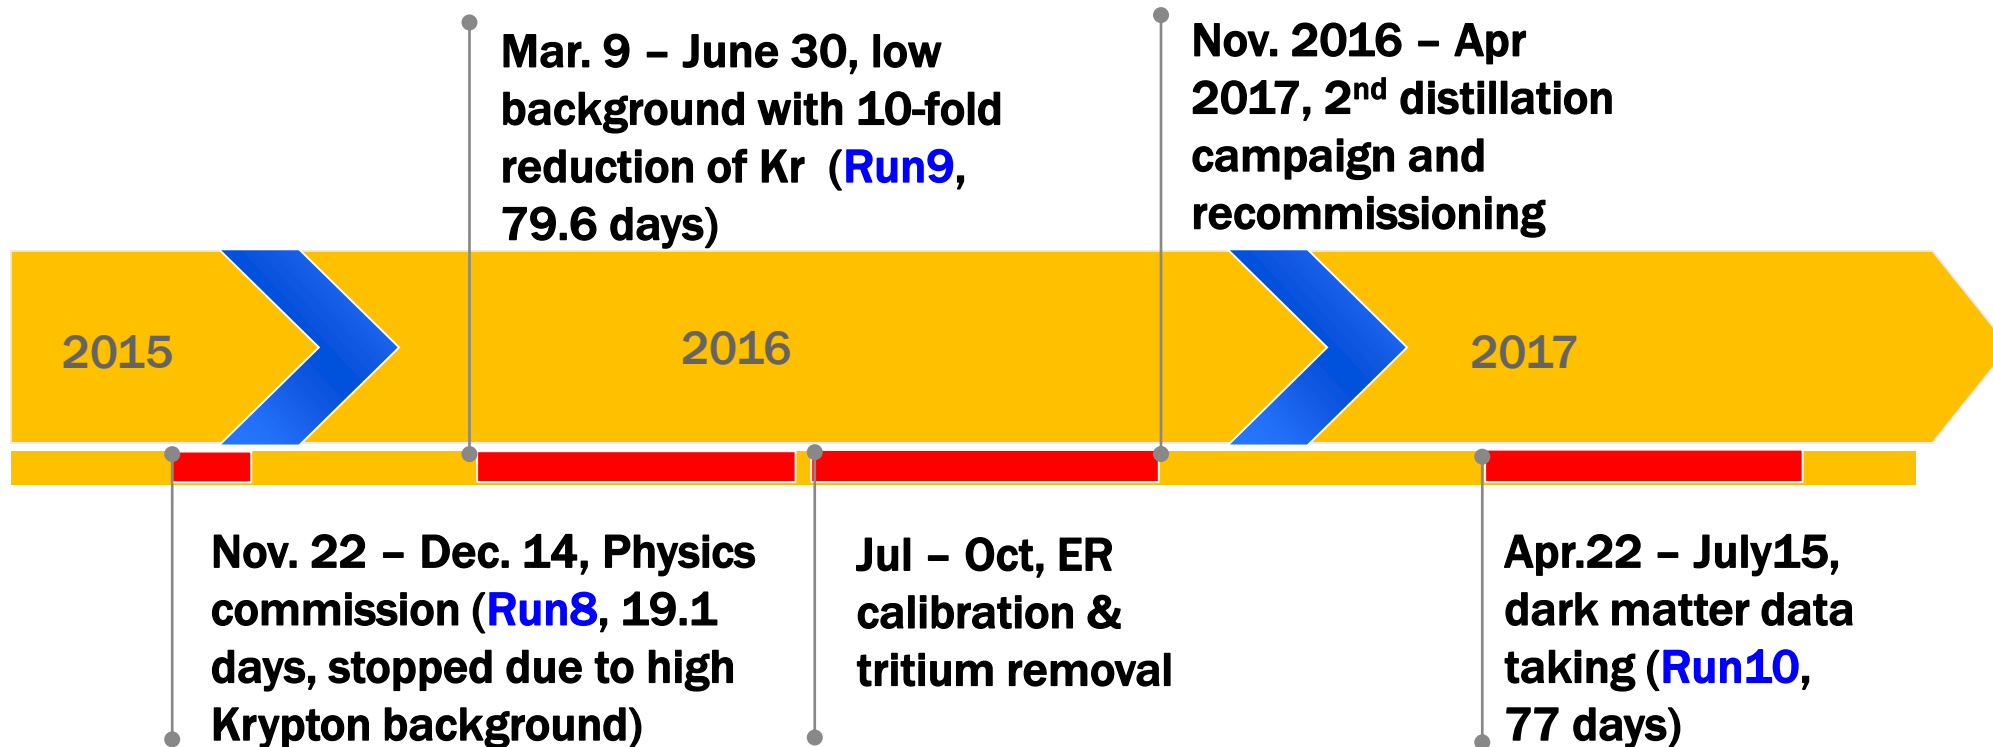 Mar. 9 – June 30, low
background with 10-fold
reduction of Kr (Run9,
79.6 days)
Nov. 2016 – Apr
2017, 2nd distillation
campaign and
recommissioning
2015
2016
2017
Nov. 22 – Dec. 14, Physics
commission (Run8, 19.1
days, stopped due to high
Krypton background)
Jul – Oct, ER
calibration &
tritium removal
Apr.22 – July15,
dark matter data
taking (Run10,
77 days)